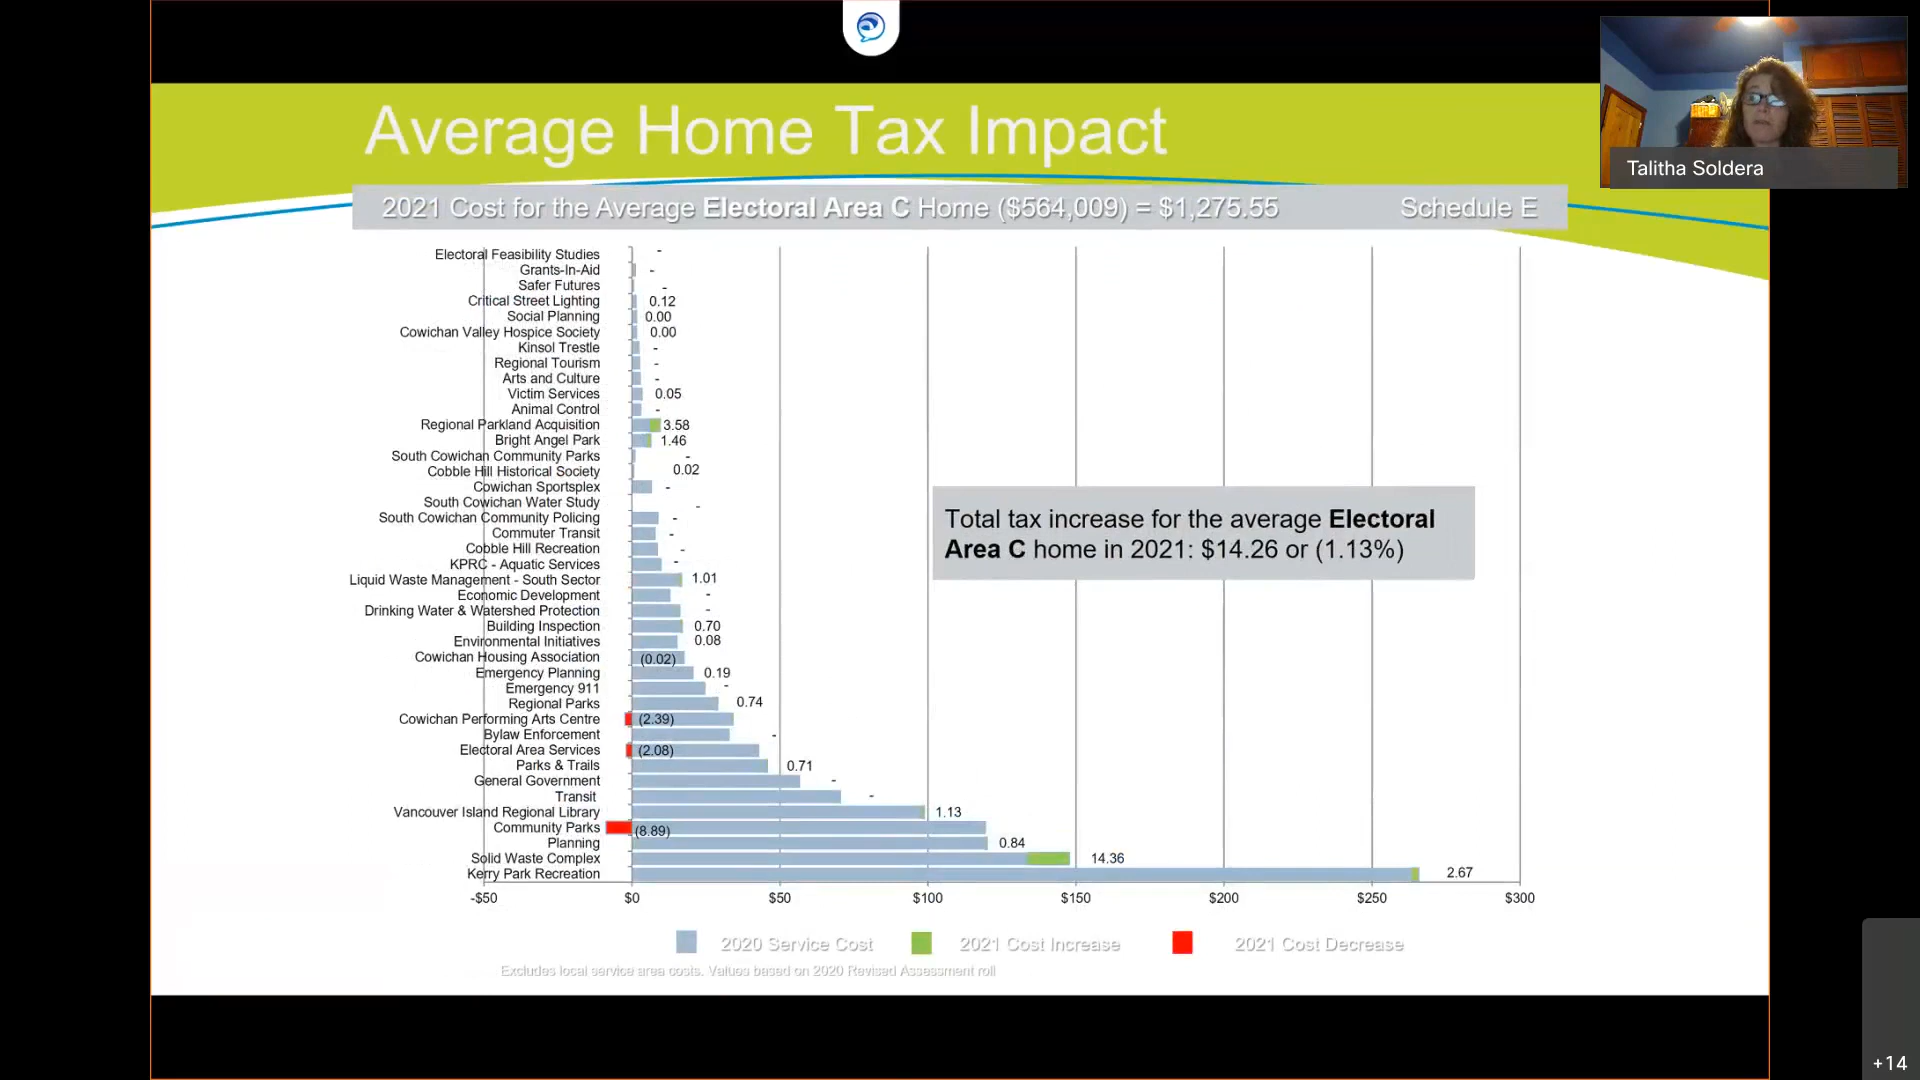 Average Home Tax Impact
Talitha Soldera
2021 Cost for the Average Electoral Area C Home ($564,009) = $1,275.55 Schedule E
Electoral Feasibility Studies -
Grants-In-Aid -
Safer Futures -
Critical Street Lighting 0.12
Social Planning 0.00
Cowichan Valley Hospice Society 0.00
Kinsol Trestle -
Regional Tourism -
Arts and Culture -
Victim Services 0.05
Animal Control -
Regional Parkland Acquisition 3.58
Bright Angel Park 1.46
South Cowichan Community Parks -
Cobble Hill Historical Society 0.02
Cowichan Sportsplex -
South Cowichan Water Study -
South Cowichan Community Policing -
Commuter Transit -
Cobble Hill Recreation -
KPRC - Aquatic Services -
Liquid Waste Management - South Sector 1.01
Economic Development -
Drinking Water & Watershed Protection -
Building Inspection 0.70
Environmental Initiatives 0.08
Cowichan Housing Association (0.02)
Emergency Planning 0.19
Emergency 911 -
Regional Parks 0.74
Cowichan Performing Arts Centre (2.39)
Bylaw Enforcement -
Electoral Area Services (2.08)
Parks & Trails 0.71
General Government -
Transit -
Vancouver Island Regional Library 1.13
Community Parks (8.89)
Planning 0.84
Solid Waste Complex 14.36
Kerry Park Recreation 2.67
Total tax increase for the average Electoral
Area C home in 2021: $14.26 or (1.13%)
-$50 $0 $50 $100 $150 $200 $250 $300
2020 Service Cost 2021 Cost Increase 2021 Cost Decrease
Excludes local service area costs. Values based on 2020 Revised Assessment roll
+14